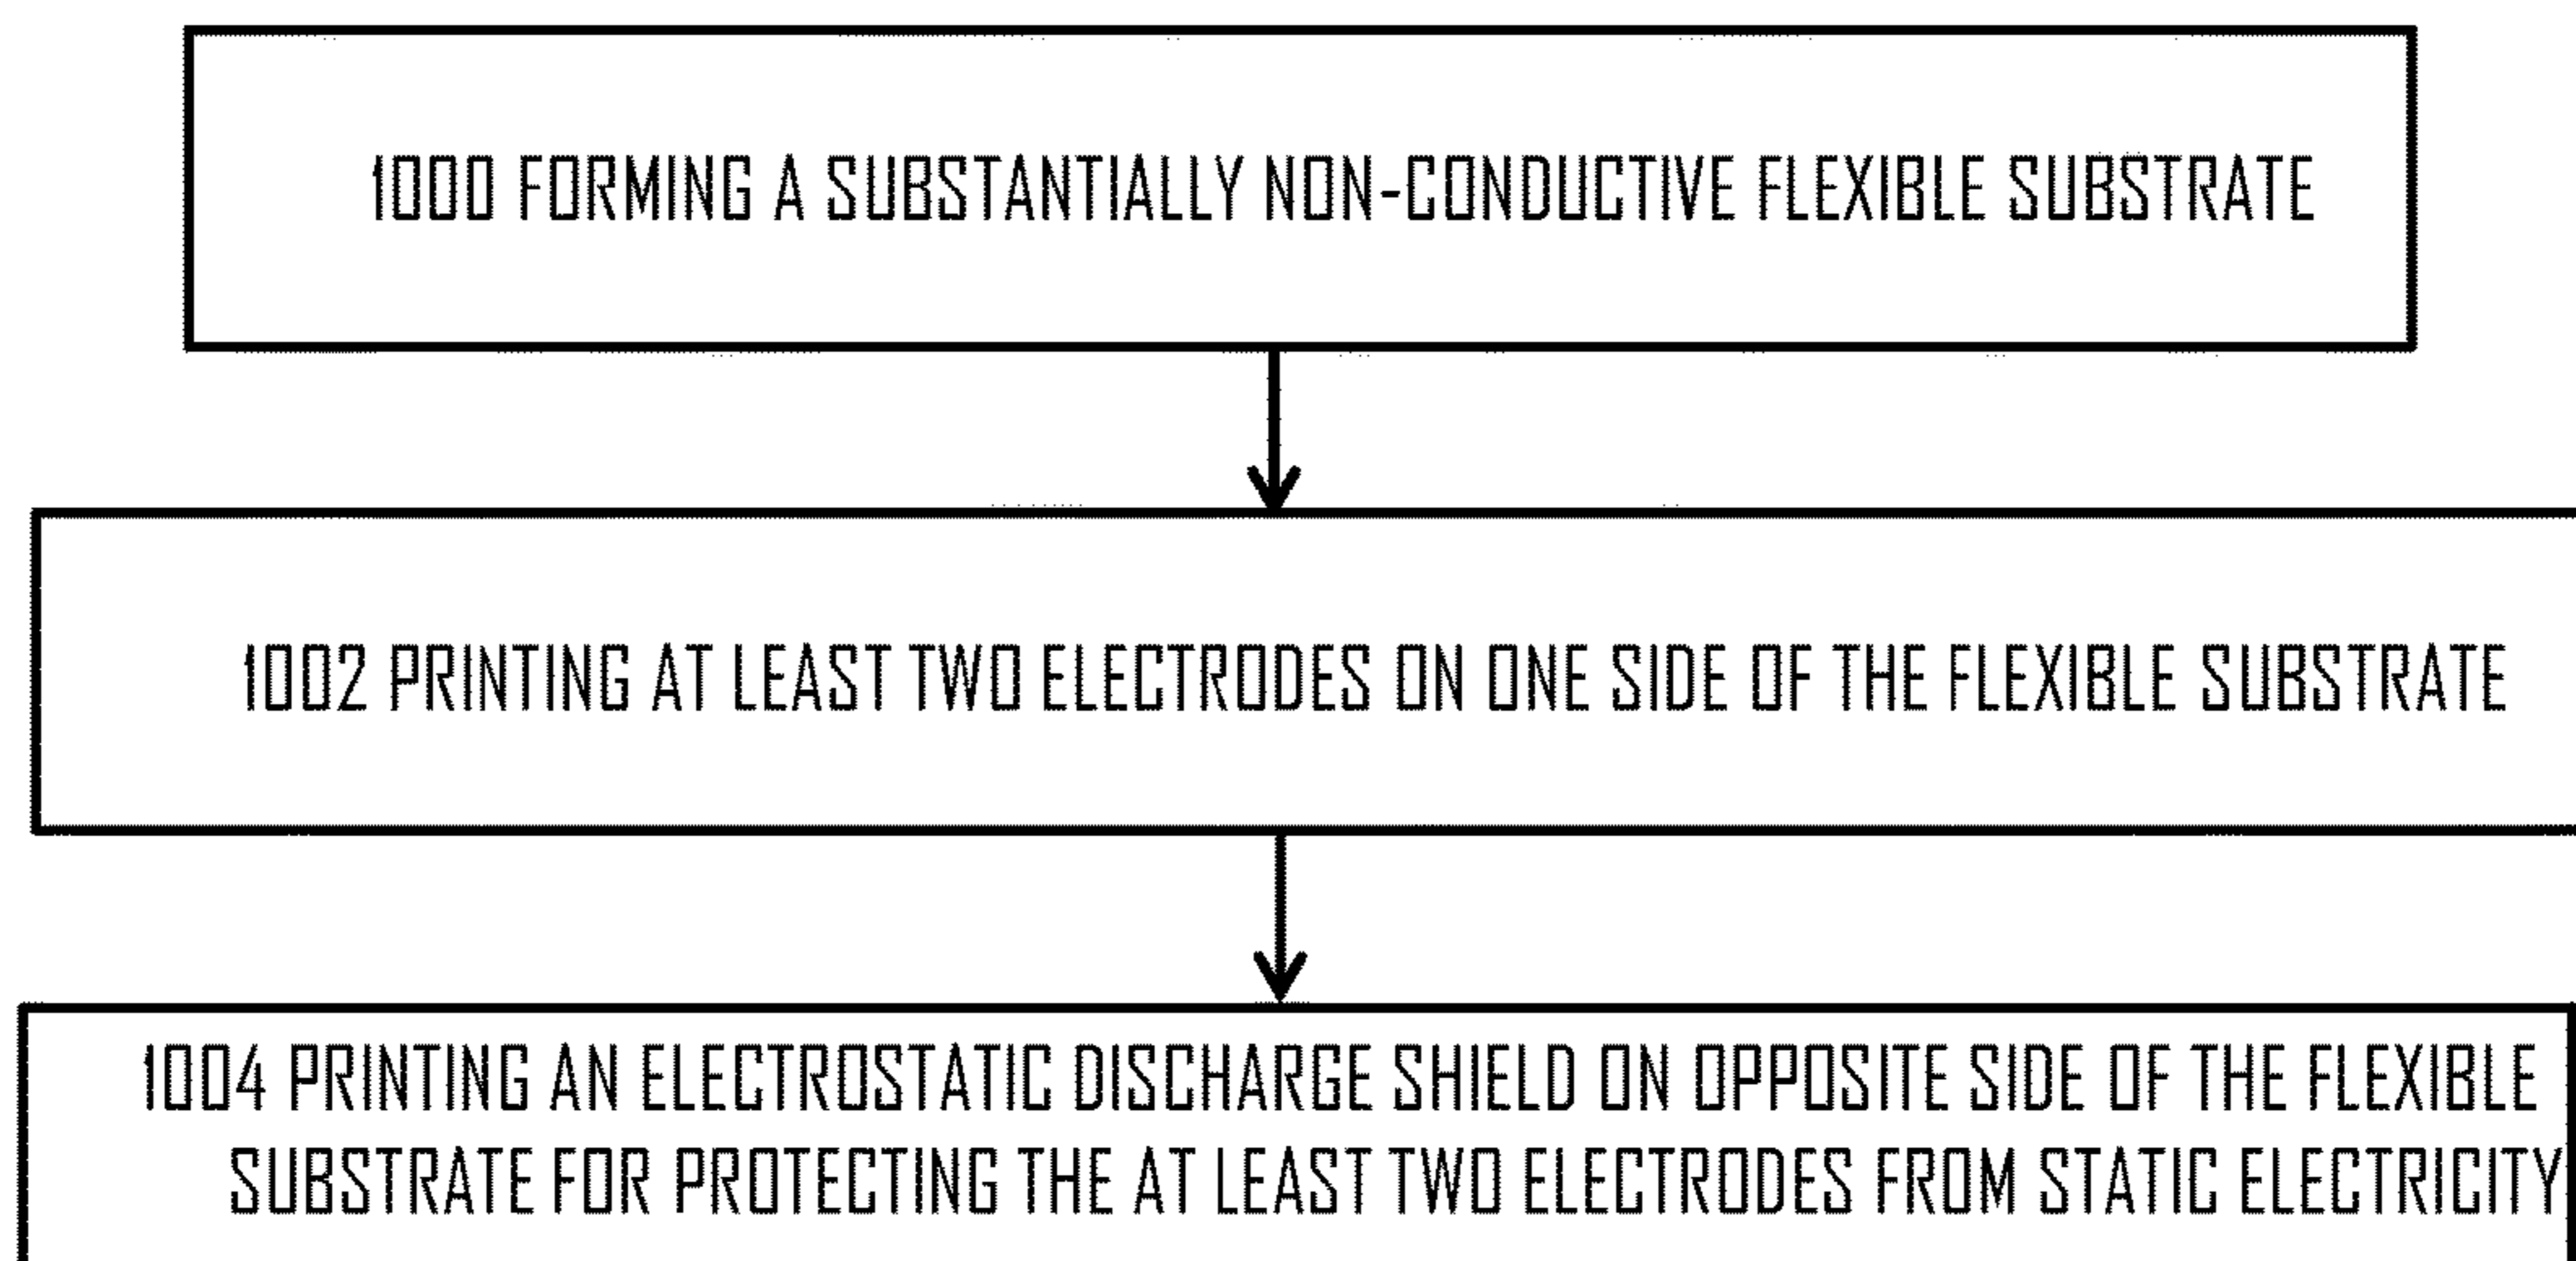 1000 FORMING A SUBSTANTIALLY NON-CONDUCTIVE FLEXIBLE SUBSTRATE
1002 PRINTING AT LEAST TWO ELECTRODES ON ONE SIDE OF THE FLEXIBLE SUBSTRATE
1004 PRINTING AN ELECTROSTATIC DISCHARGE SHIELD ON OPPOSITE SIDE OF THE FLEXIBLE
SUBSTRATE FOR PROTECTING THE AT LEAST TWO ELECTRODES FROM STATIC ELECTRICITY